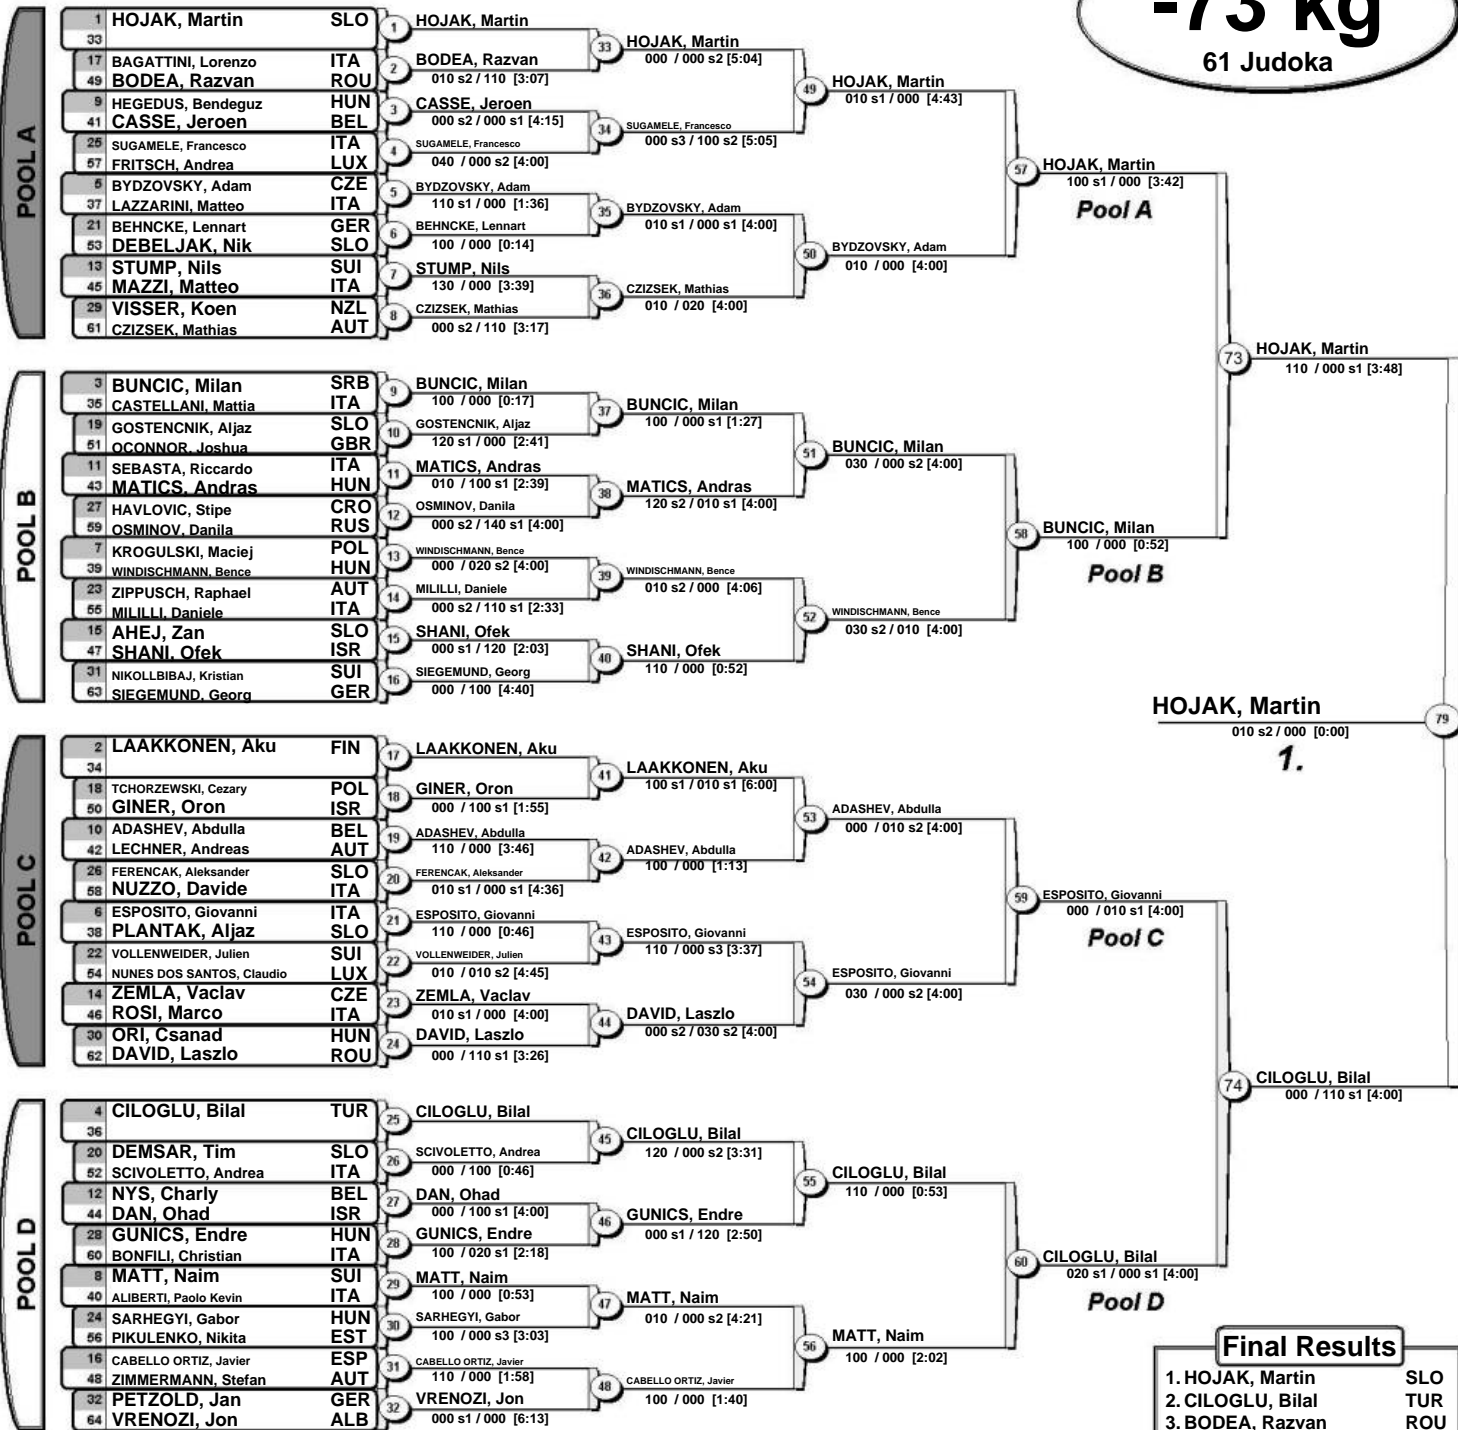 -73 kg
61 Judoka
POOL A
1 HOJAK, Martin SLO
33
17 BAGATTINI, Lorenzo ITA
49 BODEA, Razvan ROU
9 HEGEDUS, Bendeguz HUN
41 CASSE, Jeroen BEL
25 SUGAMELE, Francesco ITA
57 FRITSCH, Andrea LUX
5 BYDZOVSKY, Adam CZE
37 LAZZARINI, Matteo ITA
21 BEHNCKE, Lennart GER
53 DEBELJAK, Nik SLO
13 STUMP, Nils SUI
45 MAZZI, Matteo ITA
29 VISSER, Koen NZL
61 CZIZSEK, Mathias AUT
1 HOJAK, Martin
2 BODEA, Razvan
010 s2 / 110 [3:07]
3 CASSE, Jeroen
000 s2 / 000 s1 [4:15]
4 SUGAMELE, Francesco
040 / 000 s2 [4:00]
5 BYDZOVSKY, Adam
110 s1 / 000 [1:36]
6 BEHNCKE, Lennart
100 / 000 [0:14]
7 STUMP, Nils
130 / 000 [3:39]
8 CZIZSEK, Mathias
000 s2 / 110 [3:17]
33 HOJAK, Martin
000 / 000 s2 [5:04]
34 SUGAMELE, Francesco
000 s3 / 100 s2 [5:05]
35 BYDZOVSKY, Adam
010 s1 / 000 s1 [4:00]
36 CZIZSEK, Mathias
010 / 020 [4:00]
49 HOJAK, Martin
010 s1 / 000 [4:43]
50 BYDZOVSKY, Adam
010 / 000 [4:00]
57 HOJAK, Martin
100 s1 / 000 [3:42]
Pool A
POOL B
3 BUNCIC, Milan SRB
35 CASTELLANI, Mattia ITA
19 GOSTENCNIK, Aljaz SLO
51 OCONNOR, Joshua GBR
11 SEBASTA, Riccardo ITA
43 MATICS, Andras HUN
27 HAVLOVIC, Stipe CRO
59 OSMINOV, Danila RUS
7 KROGULSKI, Maciej POL
39 WINDISCHMANN, Bence HUN
23 ZIPPUSCH, Raphael AUT
55 MILILLI, Daniele ITA
15 AHEJ, Zan SLO
47 SHANI, Ofek ISR
31 NIKOLLBIBAJ, Kristian SUI
63 SIEGEMUND, Georg GER
9 BUNCIC, Milan
100 / 000 [0:17]
10 GOSTENCNIK, Aljaz
120 s1 / 000 [2:41]
11 MATICS, Andras
010 / 100 s1 [2:39]
12 OSMINOV, Danila
000 s2 / 140 s1 [4:00]
13 WINDISCHMANN, Bence
000 / 020 s2 [4:00]
14 MILILLI, Daniele
000 s2 / 110 s1 [2:33]
15 SHANI, Ofek
000 s1 / 120 [2:03]
16 SIEGEMUND, Georg
000 / 100 [4:40]
37 BUNCIC, Milan
100 / 000 s1 [1:27]
38 MATICS, Andras
120 s2 / 010 s1 [4:00]
39 WINDISCHMANN, Bence
010 s2 / 000 [4:06]
40 SHANI, Ofek
110 / 000 [0:52]
51 BUNCIC, Milan
030 / 000 s2 [4:00]
52 WINDISCHMANN, Bence
030 s2 / 010 [4:00]
58 BUNCIC, Milan
100 / 000 [0:52]
Pool B
73 HOJAK, Martin
110 / 000 s1 [3:48]
HOJAK, Martin 79
010 s2 / 000 [0:00]
1.
POOL C
2 LAAKKONEN, Aku FIN
34
18 TCHORZEWSKI, Cezary POL
50 GINER, Oron ISR
10 ADASHEV, Abdulla BEL
42 LECHNER, Andreas AUT
26 FERENCAK, Aleksander SLO
58 NUZZO, Davide ITA
6 ESPOSITO, Giovanni ITA
38 PLANTAK, Aljaz SLO
22 VOLLENWEIDER, Julien SUI
54 NUNES DOS SANTOS, Claudio LUX
14 ZEMLA, Vaclav CZE
46 ROSI, Marco ITA
30 ORI, Csanad HUN
62 DAVID, Laszlo ROU
17 LAAKKONEN, Aku
18 GINER, Oron
000 / 100 s1 [1:55]
19 ADASHEV, Abdulla
110 / 000 [3:46]
20 FERENCAK, Aleksander
010 s1 / 000 s1 [4:36]
21 ESPOSITO, Giovanni
110 / 000 [0:46]
22 VOLLENWEIDER, Julien
010 / 010 s2 [4:45]
23 ZEMLA, Vaclav
010 s1 / 000 [4:00]
24 DAVID, Laszlo
000 / 110 s1 [3:26]
41 LAAKKONEN, Aku
100 s1 / 010 s1 [6:00]
42 ADASHEV, Abdulla
100 / 000 [1:13]
43 ESPOSITO, Giovanni
110 / 000 s3 [3:37]
44 DAVID, Laszlo
000 s2 / 030 s2 [4:00]
53 ADASHEV, Abdulla
000 / 010 s2 [4:00]
54 ESPOSITO, Giovanni
030 / 000 s2 [4:00]
59 ESPOSITO, Giovanni
000 / 010 s1 [4:00]
Pool C
POOL D
4 CILOGLU, Bilal TUR
36
20 DEMSAR, Tim SLO
52 SCIVOLETTO, Andrea ITA
12 NYS, Charly BEL
44 DAN, Ohad ISR
28 GUNICS, Endre HUN
60 BONFILI, Christian ITA
8 MATT, Naim SUI
40 ALIBERTI, Paolo Kevin ITA
24 SARHEGYI, Gabor HUN
56 PIKULENKO, Nikita EST
16 CABELLO ORTIZ, Javier ESP
48 ZIMMERMANN, Stefan AUT
32 PETZOLD, Jan GER
64 VRENOZI, Jon ALB
25 CILOGLU, Bilal
26 SCIVOLETTO, Andrea
000 / 100 [0:46]
27 DAN, Ohad
000 / 100 s1 [4:00]
28 GUNICS, Endre
100 / 020 s1 [2:18]
29 MATT, Naim
100 / 000 [0:53]
30 SARHEGYI, Gabor
100 / 000 s3 [3:03]
31 CABELLO ORTIZ, Javier
110 / 000 [1:58]
32 VRENOZI, Jon
000 s1 / 000 [6:13]
45 CILOGLU, Bilal
120 / 000 s2 [3:31]
46 GUNICS, Endre
000 s1 / 120 [2:50]
47 MATT, Naim
010 / 000 s2 [4:21]
48 CABELLO ORTIZ, Javier
100 / 000 [1:40]
55 CILOGLU, Bilal
110 / 000 [0:53]
56 MATT, Naim
100 / 000 [2:02]
60 CILOGLU, Bilal
020 s1 / 000 s1 [4:00]
Pool D
74 CILOGLU, Bilal
000 / 110 s1 [4:00]
Final Results
1. HOJAK, Martin SLO
2. CILOGLU, Bilal TUR
3. BODEA, Razvan ROU